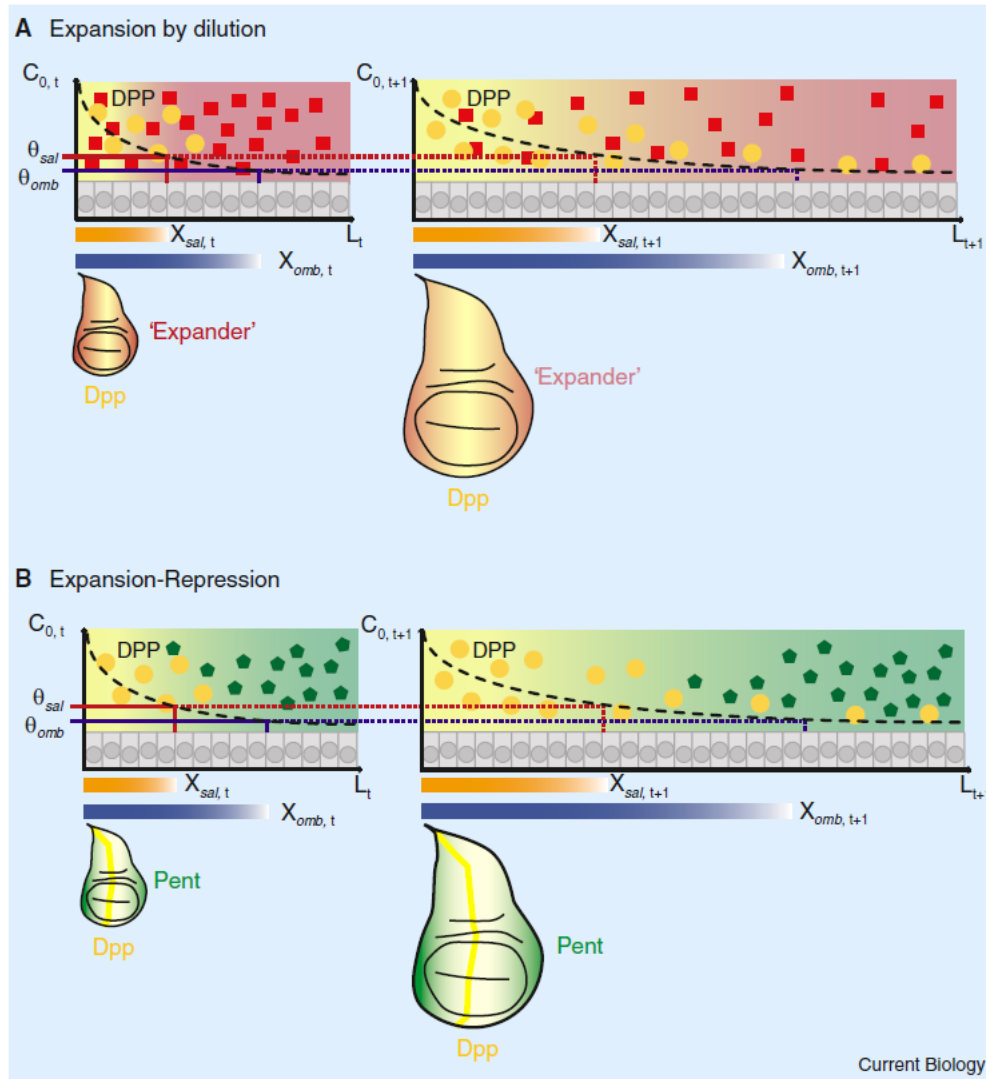 A Expansion by dilution
C0, t
DPP
θsal
θomb
Xsal, t
Lt
Xomb, t
'Expander'
Dpp
C0, t+1
DPP
Xsal, t+1
Lt+1
Xomb, t+1
'Expander'
Dpp
B Expansion-Repression
C0, t
DPP
θsal
θomb
Xsal, t
Lt
Xomb, t
Pent
Dpp
C0, t+1
DPP
Xsal, t+1
Lt+
Xomb, t+1
Pent
Dpp
Current Biology